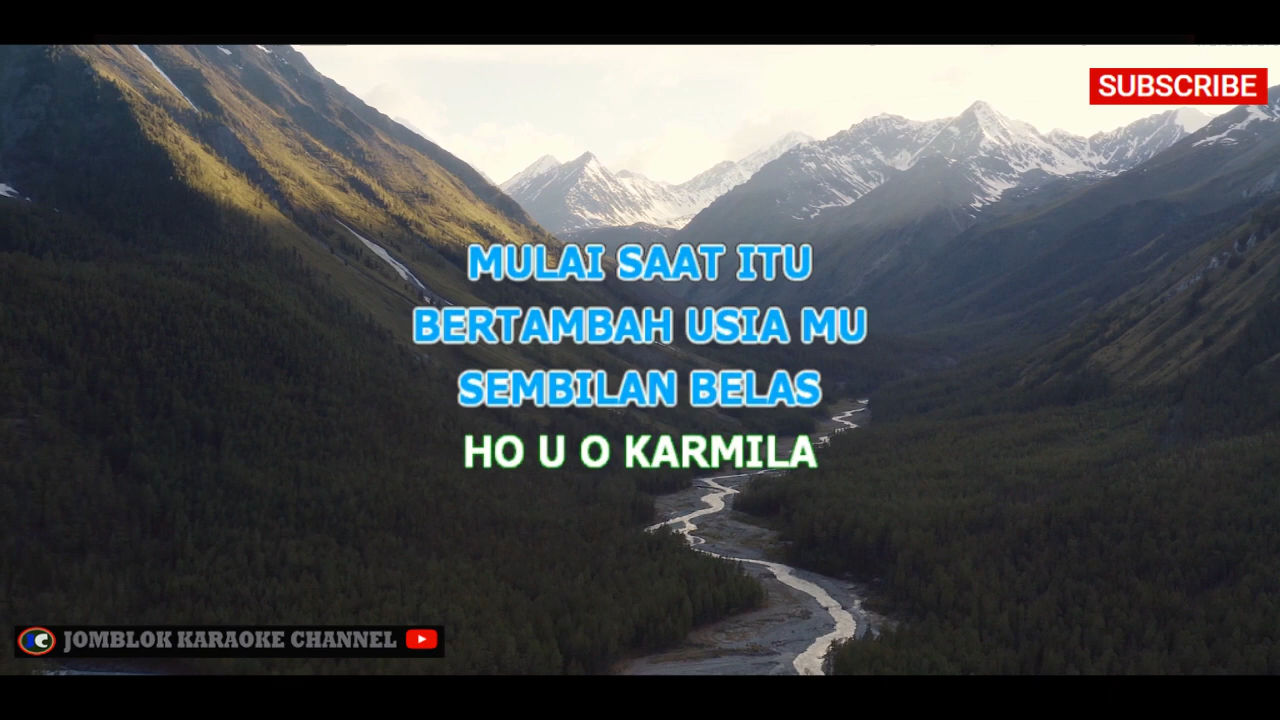 SUBSCRIBE
MULAI SAAT ITU
BERTAMBAH USIA MU
SEMBILAN BELAS
HO U O KARMILA
JOMBLOK KARAOKE CHANNEL